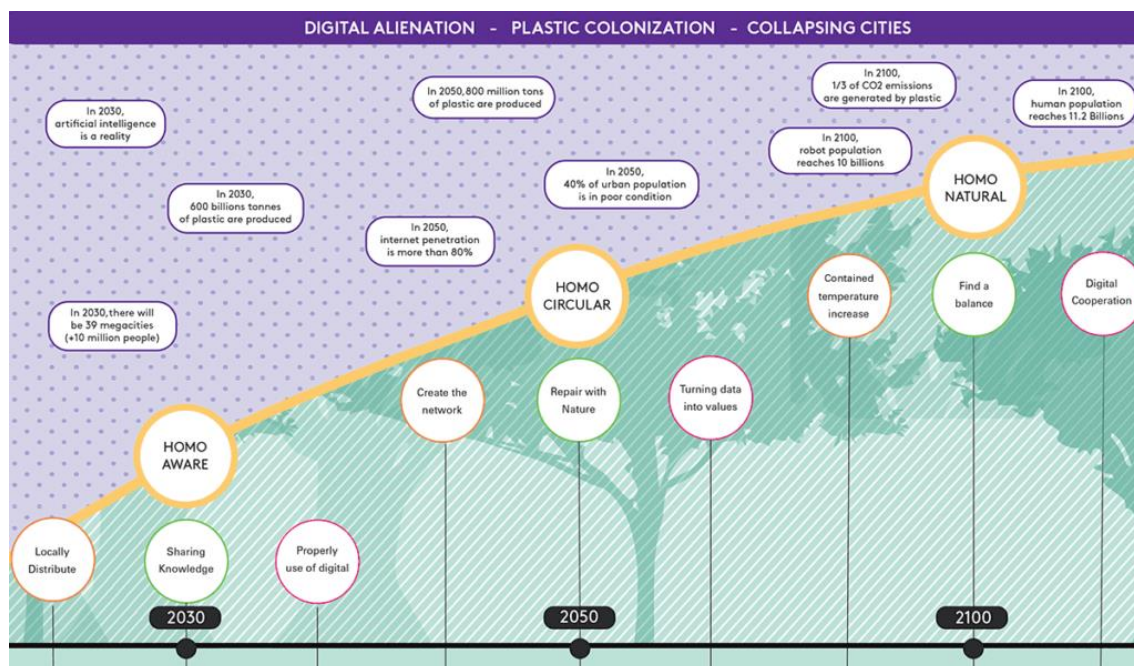 DIGITAL ALIENATION - PLASTIC COLONIZATION - COLLAPSING CITIES
In 2030,
artificial intelligence
is a reality
In 2030,
600 billions tonnes
of plastic are produced
In 2030,there will
be 39 megacities
(+10 million people)
In 2050,800 million tons
of plastic are produced
In 2050,
internet penetration
is more than 80%
In 2050,
40% of urban population
is in poor condition
In 2100,
1/3 of CO2 emissions
are generated by plastic
In 2100,
robot population
reaches 10 billions
In 2100,
human population
reaches 11.2 Billions
HOMO
AWARE
HOMO
CIRCULAR
HOMO
NATURAL
Locally
Distribute
Sharing
Knowledge
Properly
use of digital
Create the
network
Repair with
Nature
Turning data
into values
Contained
temperature
increase
Find a
balance
Digital
Cooperation
2030
2050
2100